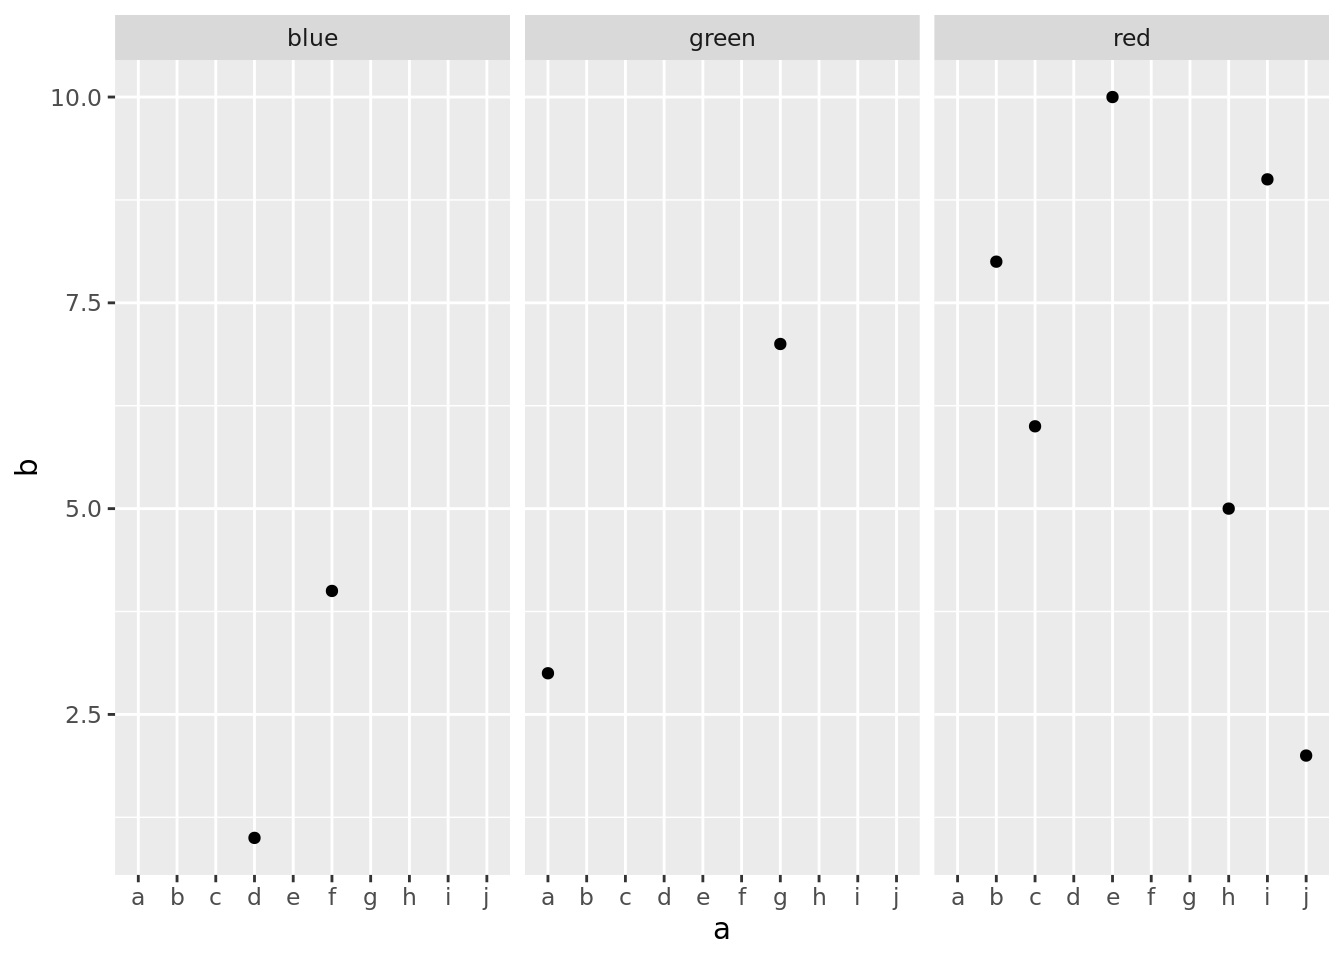 blue green red
10.0
7.5
b
5.0
2.5
a b c d e f g h i j a b c d e f g h i j a b c d e f g h i j
a